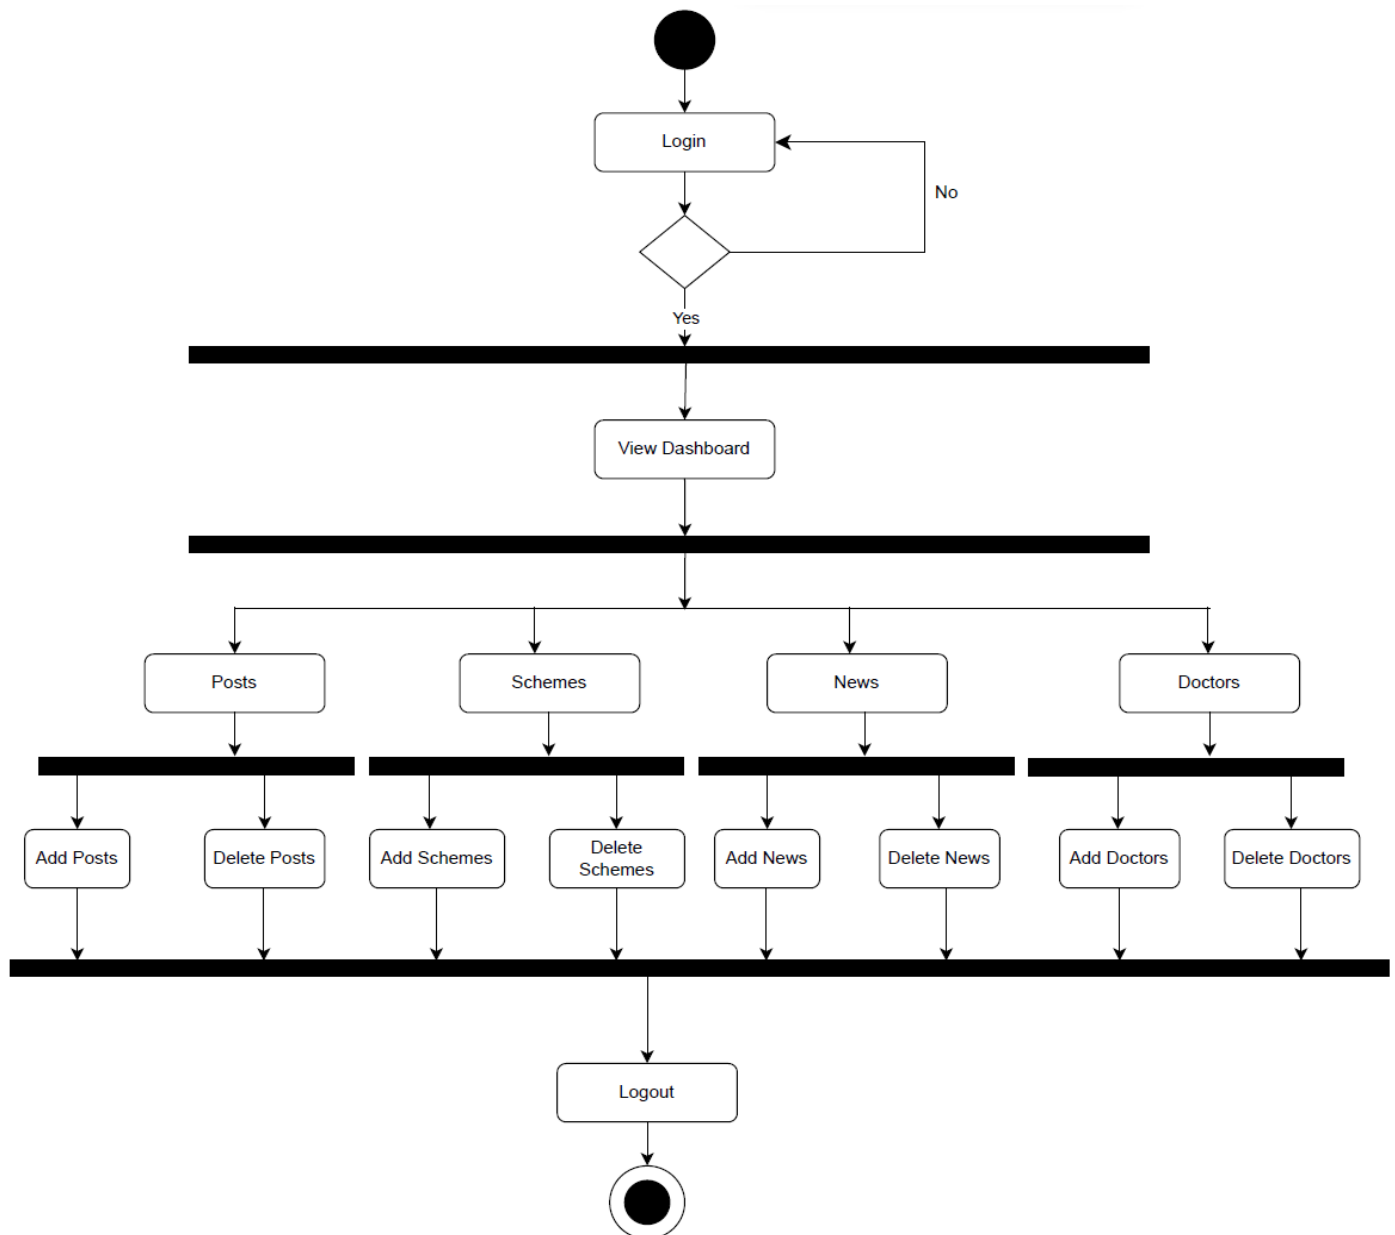 Login
No
Yes
View Dashboard
Posts
Schemes
News
Doctors
Add Posts
Delete Posts
Add Schemes
Delete
Schemes
Add News
Delete News
Add Doctors
Delete Doctors
Logout